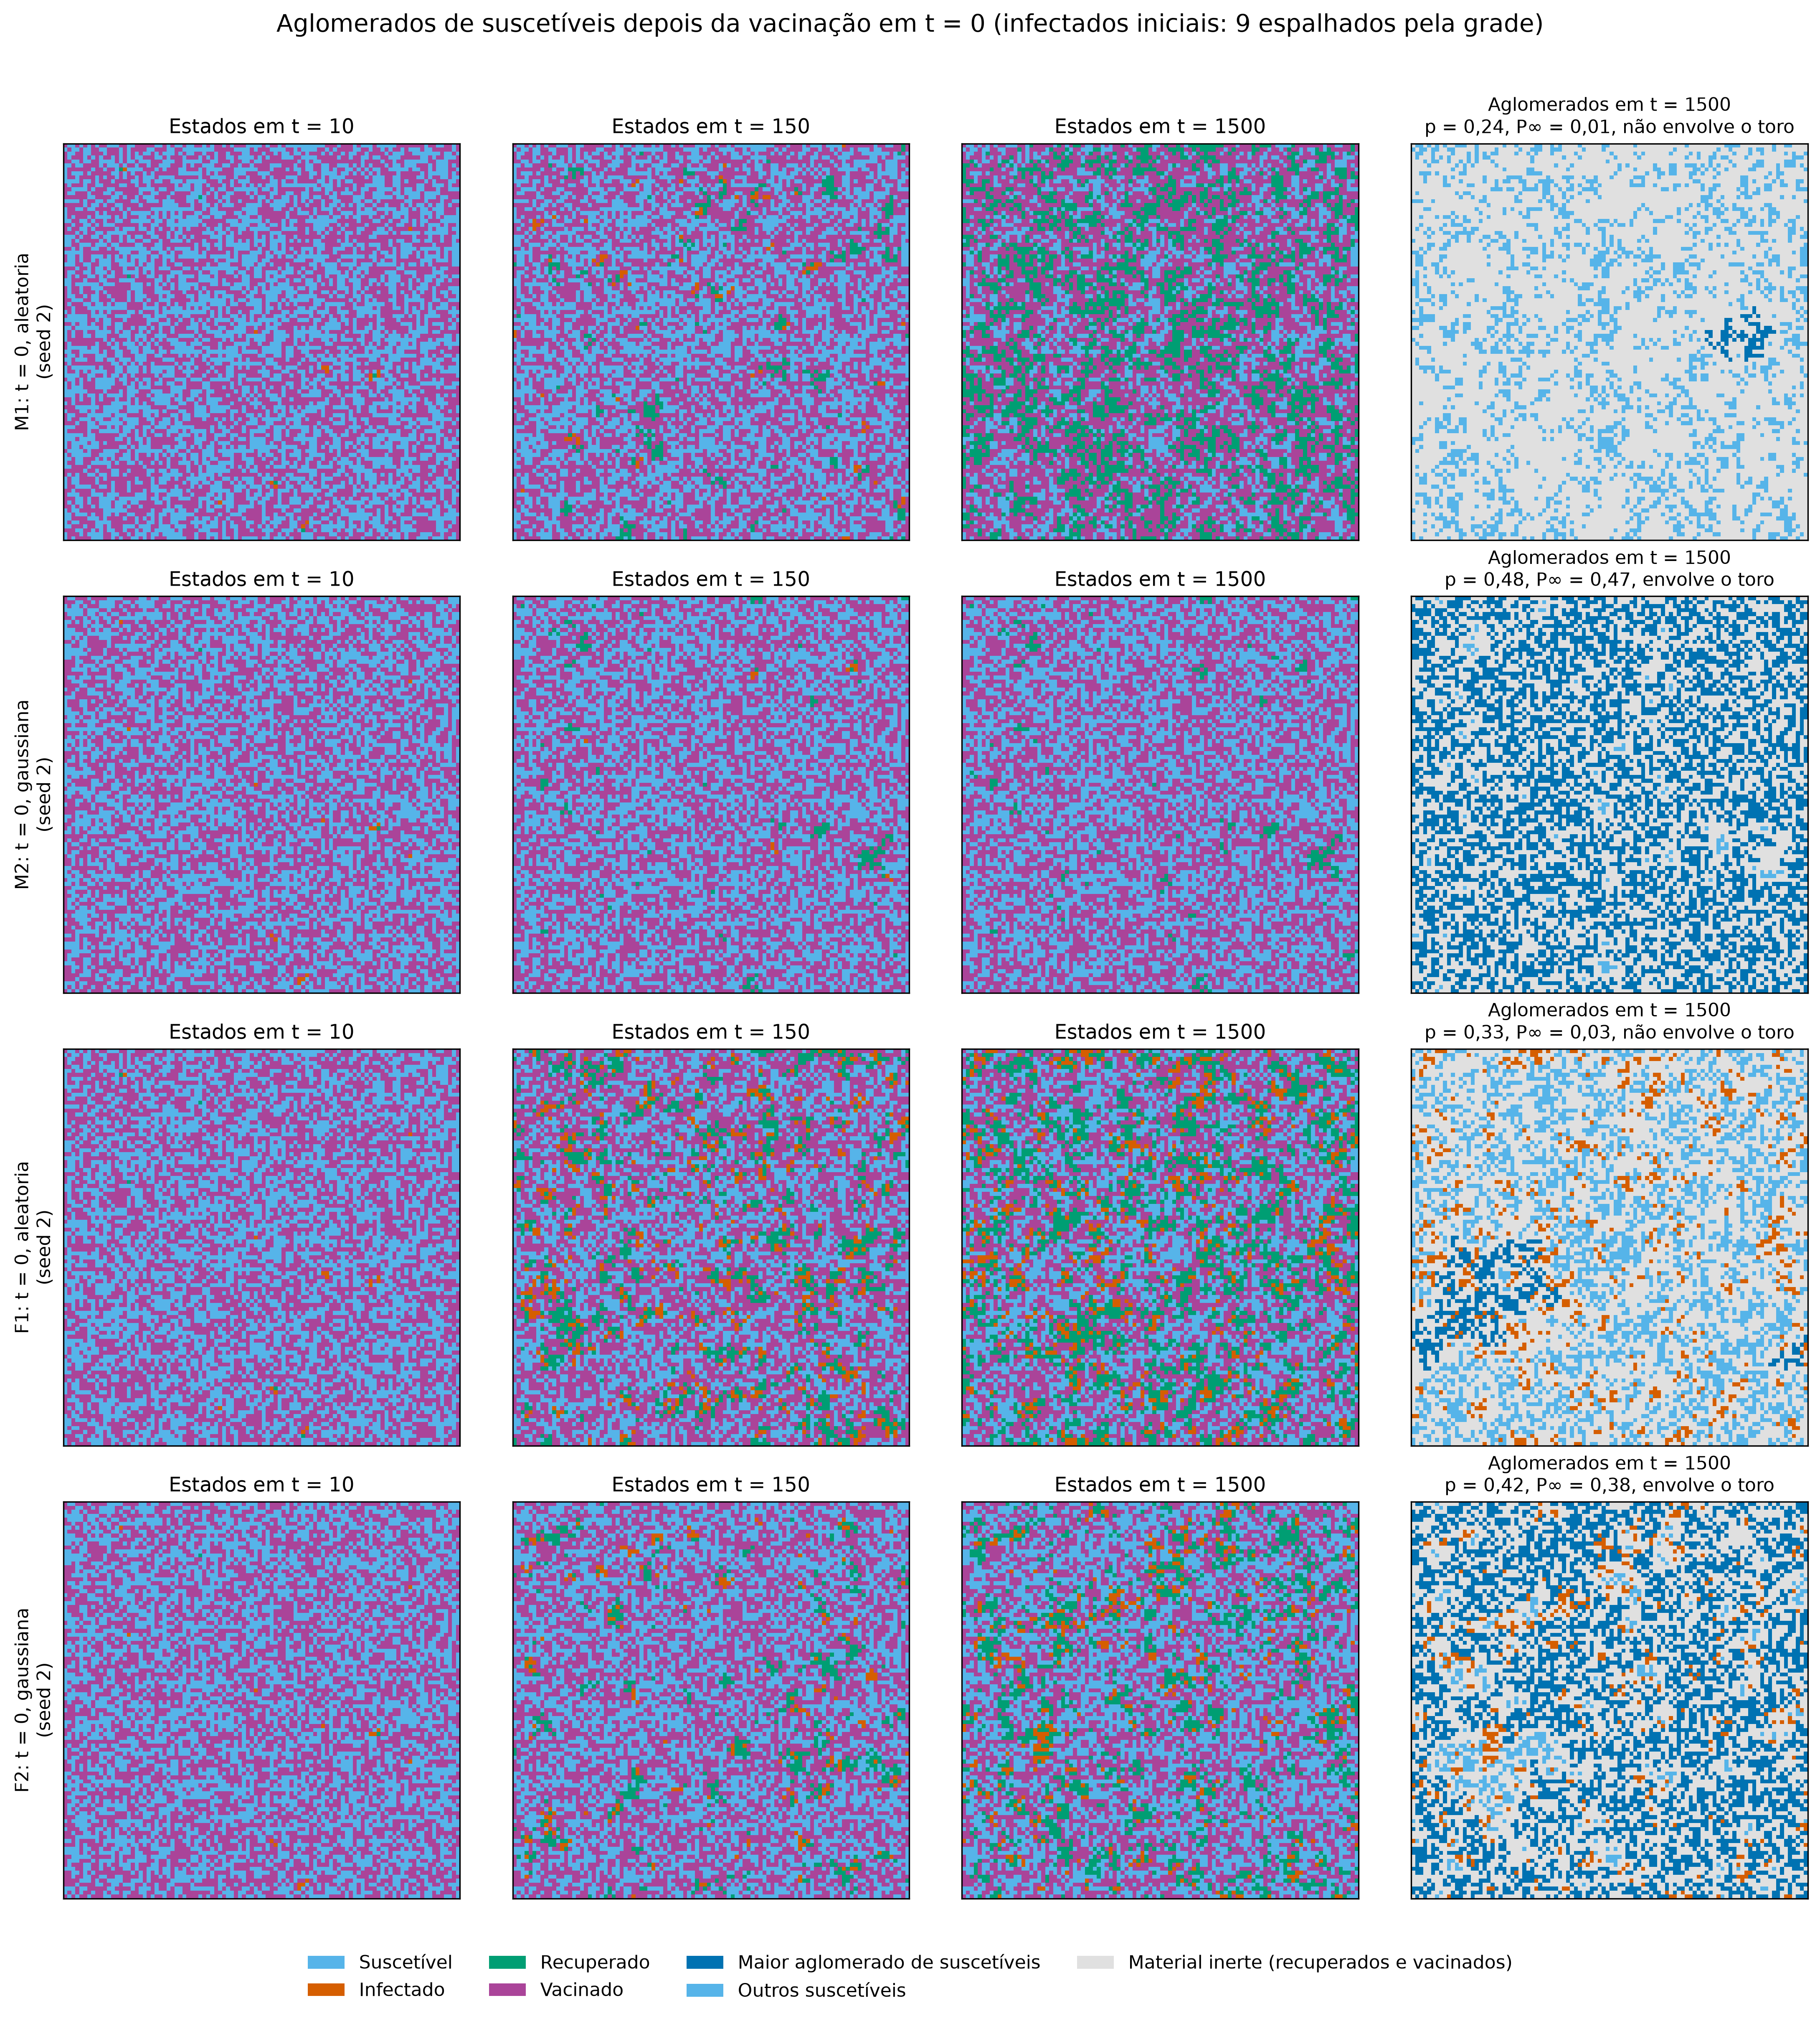 Aglomerados de suscetíveis depois da vacinação em t = 0 (infectados iniciais: 9 espalhados pela grade)
Estados em t = 10
Estados em t = 150
Estados em t = 1500
Aglomerados em t = 1500
p = 0,24, P∞ = 0,01, não envolve o toro
M1: t = 0, aleatoria
(seed 2)
Estados em t = 10
Estados em t = 150
Estados em t = 1500
Aglomerados em t = 1500
p = 0,48, P∞ = 0,47, envolve o toro
M2: t = 0, gaussiana
(seed 2)
Estados em t = 10
Estados em t = 150
Estados em t = 1500
Aglomerados em t = 1500
p = 0,33, P∞ = 0,03, não envolve o toro
F1: t = 0, aleatoria
(seed 2)
Estados em t = 10
Estados em t = 150
Estados em t = 1500
Aglomerados em t = 1500
p = 0,42, P∞ = 0,38, envolve o toro
F2: t = 0, gaussiana
(seed 2)
Suscetível
Infectado
Recuperado
Vacinado
Maior aglomerado de suscetíveis
Outros suscetíveis
Material inerte (recuperados e vacinados)